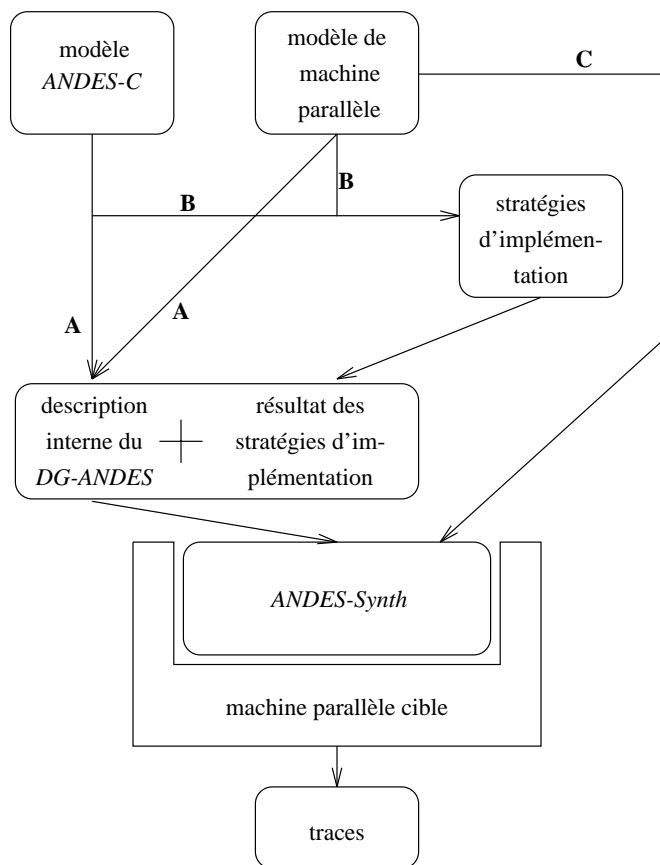 modèle
ANDES-C
modèle de
machine
parallèle
C
B
B
stratégies
d'implémen-
tation
A
A
description
interne du
DG-ANDES
résultat des
stratégies d'im-
plémentation
ANDES-Synth
machine parallèle cible
traces